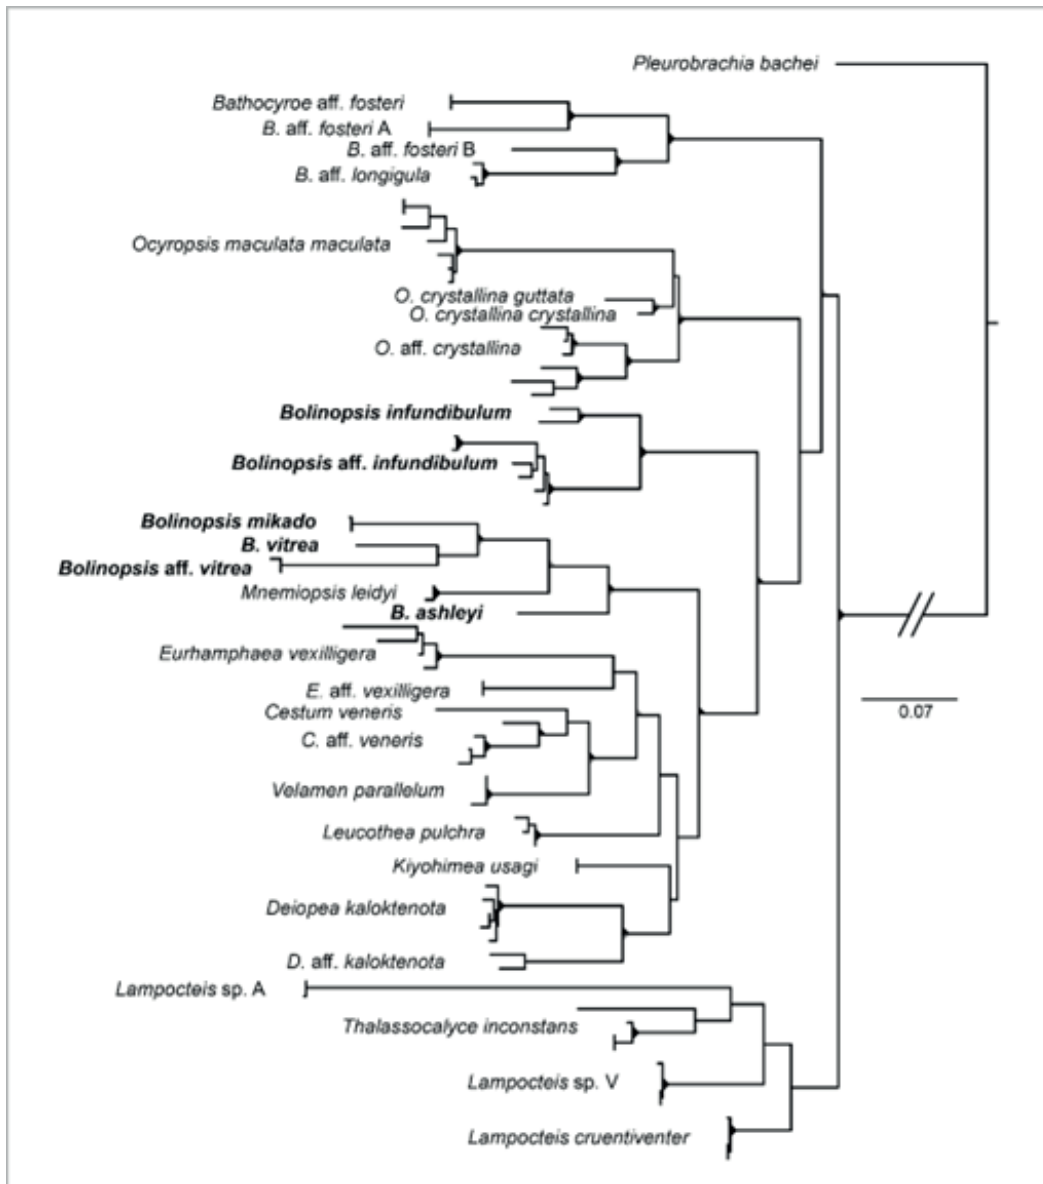 Pleurobrachia bachei
Bathocyroe aff. fosteri
B. aff. fosteri A
B. aff. fosteri B
B. aff. longigula
Ocyropsis maculata maculata
O. crystallina guttata
O. crystallina crystallina
O. aff. crystallina
Bolinopsis infundibulum
Bolinopsis aff. infundibulum
Bolinopsis mikado
B. vitrea
Bolinopsis aff. vitrea
Mnemiopsis leidyi
B. ashleyi
Eurhamphaea vexilligera
E. aff. vexilligera
Cestum veneris
0.07
C. aff. veneris
Velamen parallelum
Leucothea pulchra
Kiyohimea usagi
Deiopea kaloktenota
D. aff. kaloktenota
Lampocteis sp. A
Thalassocalyce inconstans
Lampocteis sp. V
Lampocteis cruentiventer